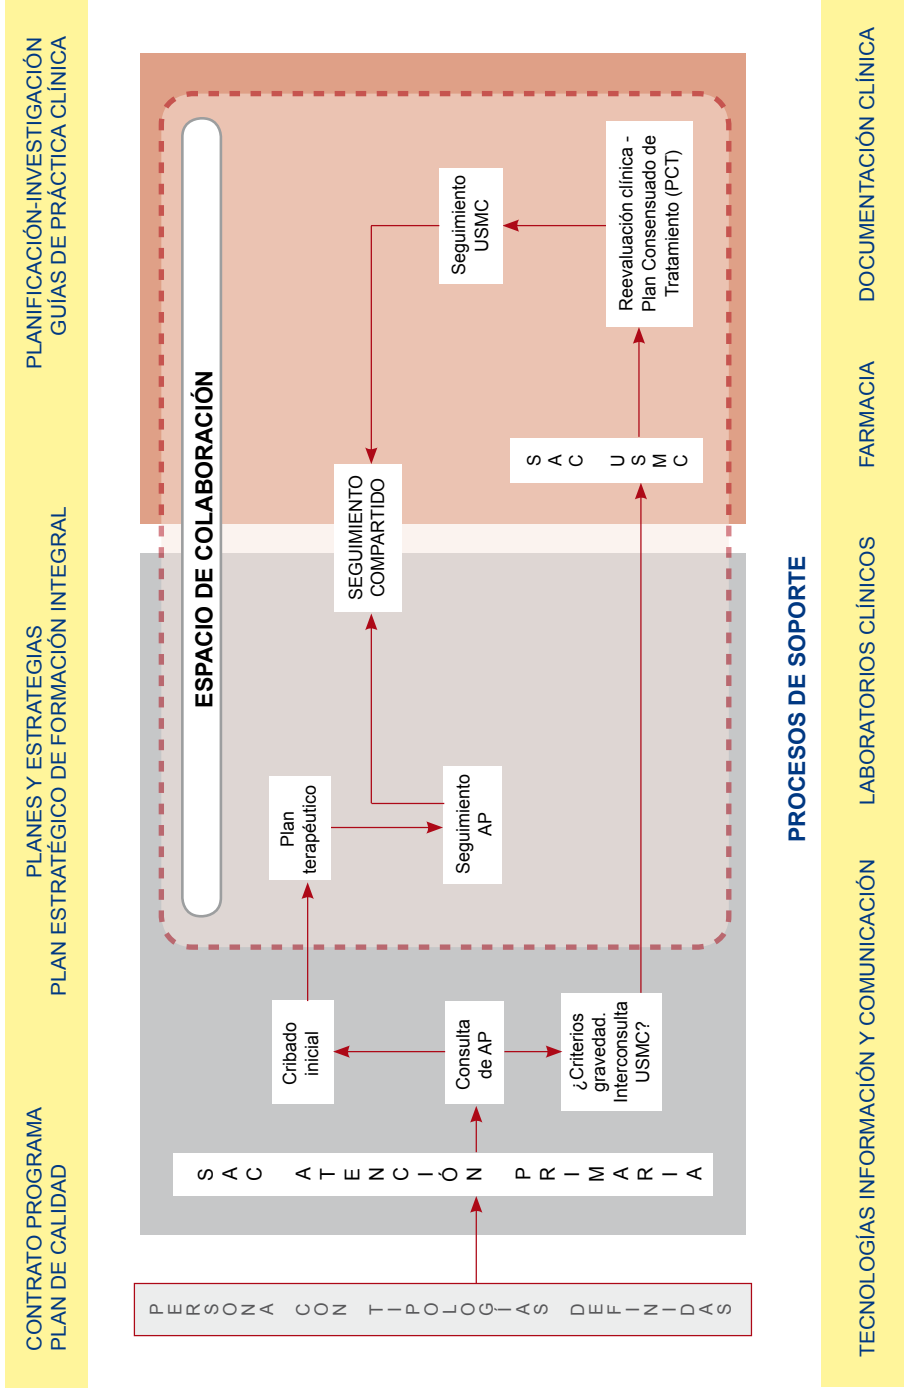 CONTRATO PROGRAMA
PLAN DE CALIDAD
PLANES Y ESTRATEGIAS
PLAN ESTRATÉGICO DE FORMACIÓN INTEGRAL
PLANIFICACIÓN-INVESTIGACIÓN
GUÍAS DE PRÁCTICA CLÍNICA
PERSONA CON TIPOLOGÍAS DEFINIDAS
SAC ATENCIÓN PRIMARIA
ESPACIO DE COLABORACIÓN
Cribado
inicial
Consulta
de AP
¿Criterios
gravedad.
Interconsulta
USMC?
Plan
terapéutico
Seguimiento
AP
SEGUIMIENTO
COMPARTIDO
SAC USMC
Seguimiento
USMC
Reevaluación clínica -
Plan Consensuado de
Tratamiento (PCT)
PROCESOS DE SOPORTE
TECNOLOGÍAS INFORMACIÓN Y COMUNICACIÓN
LABORATORIOS CLÍNICOS
FARMACIA
DOCUMENTACIÓN CLÍNICA